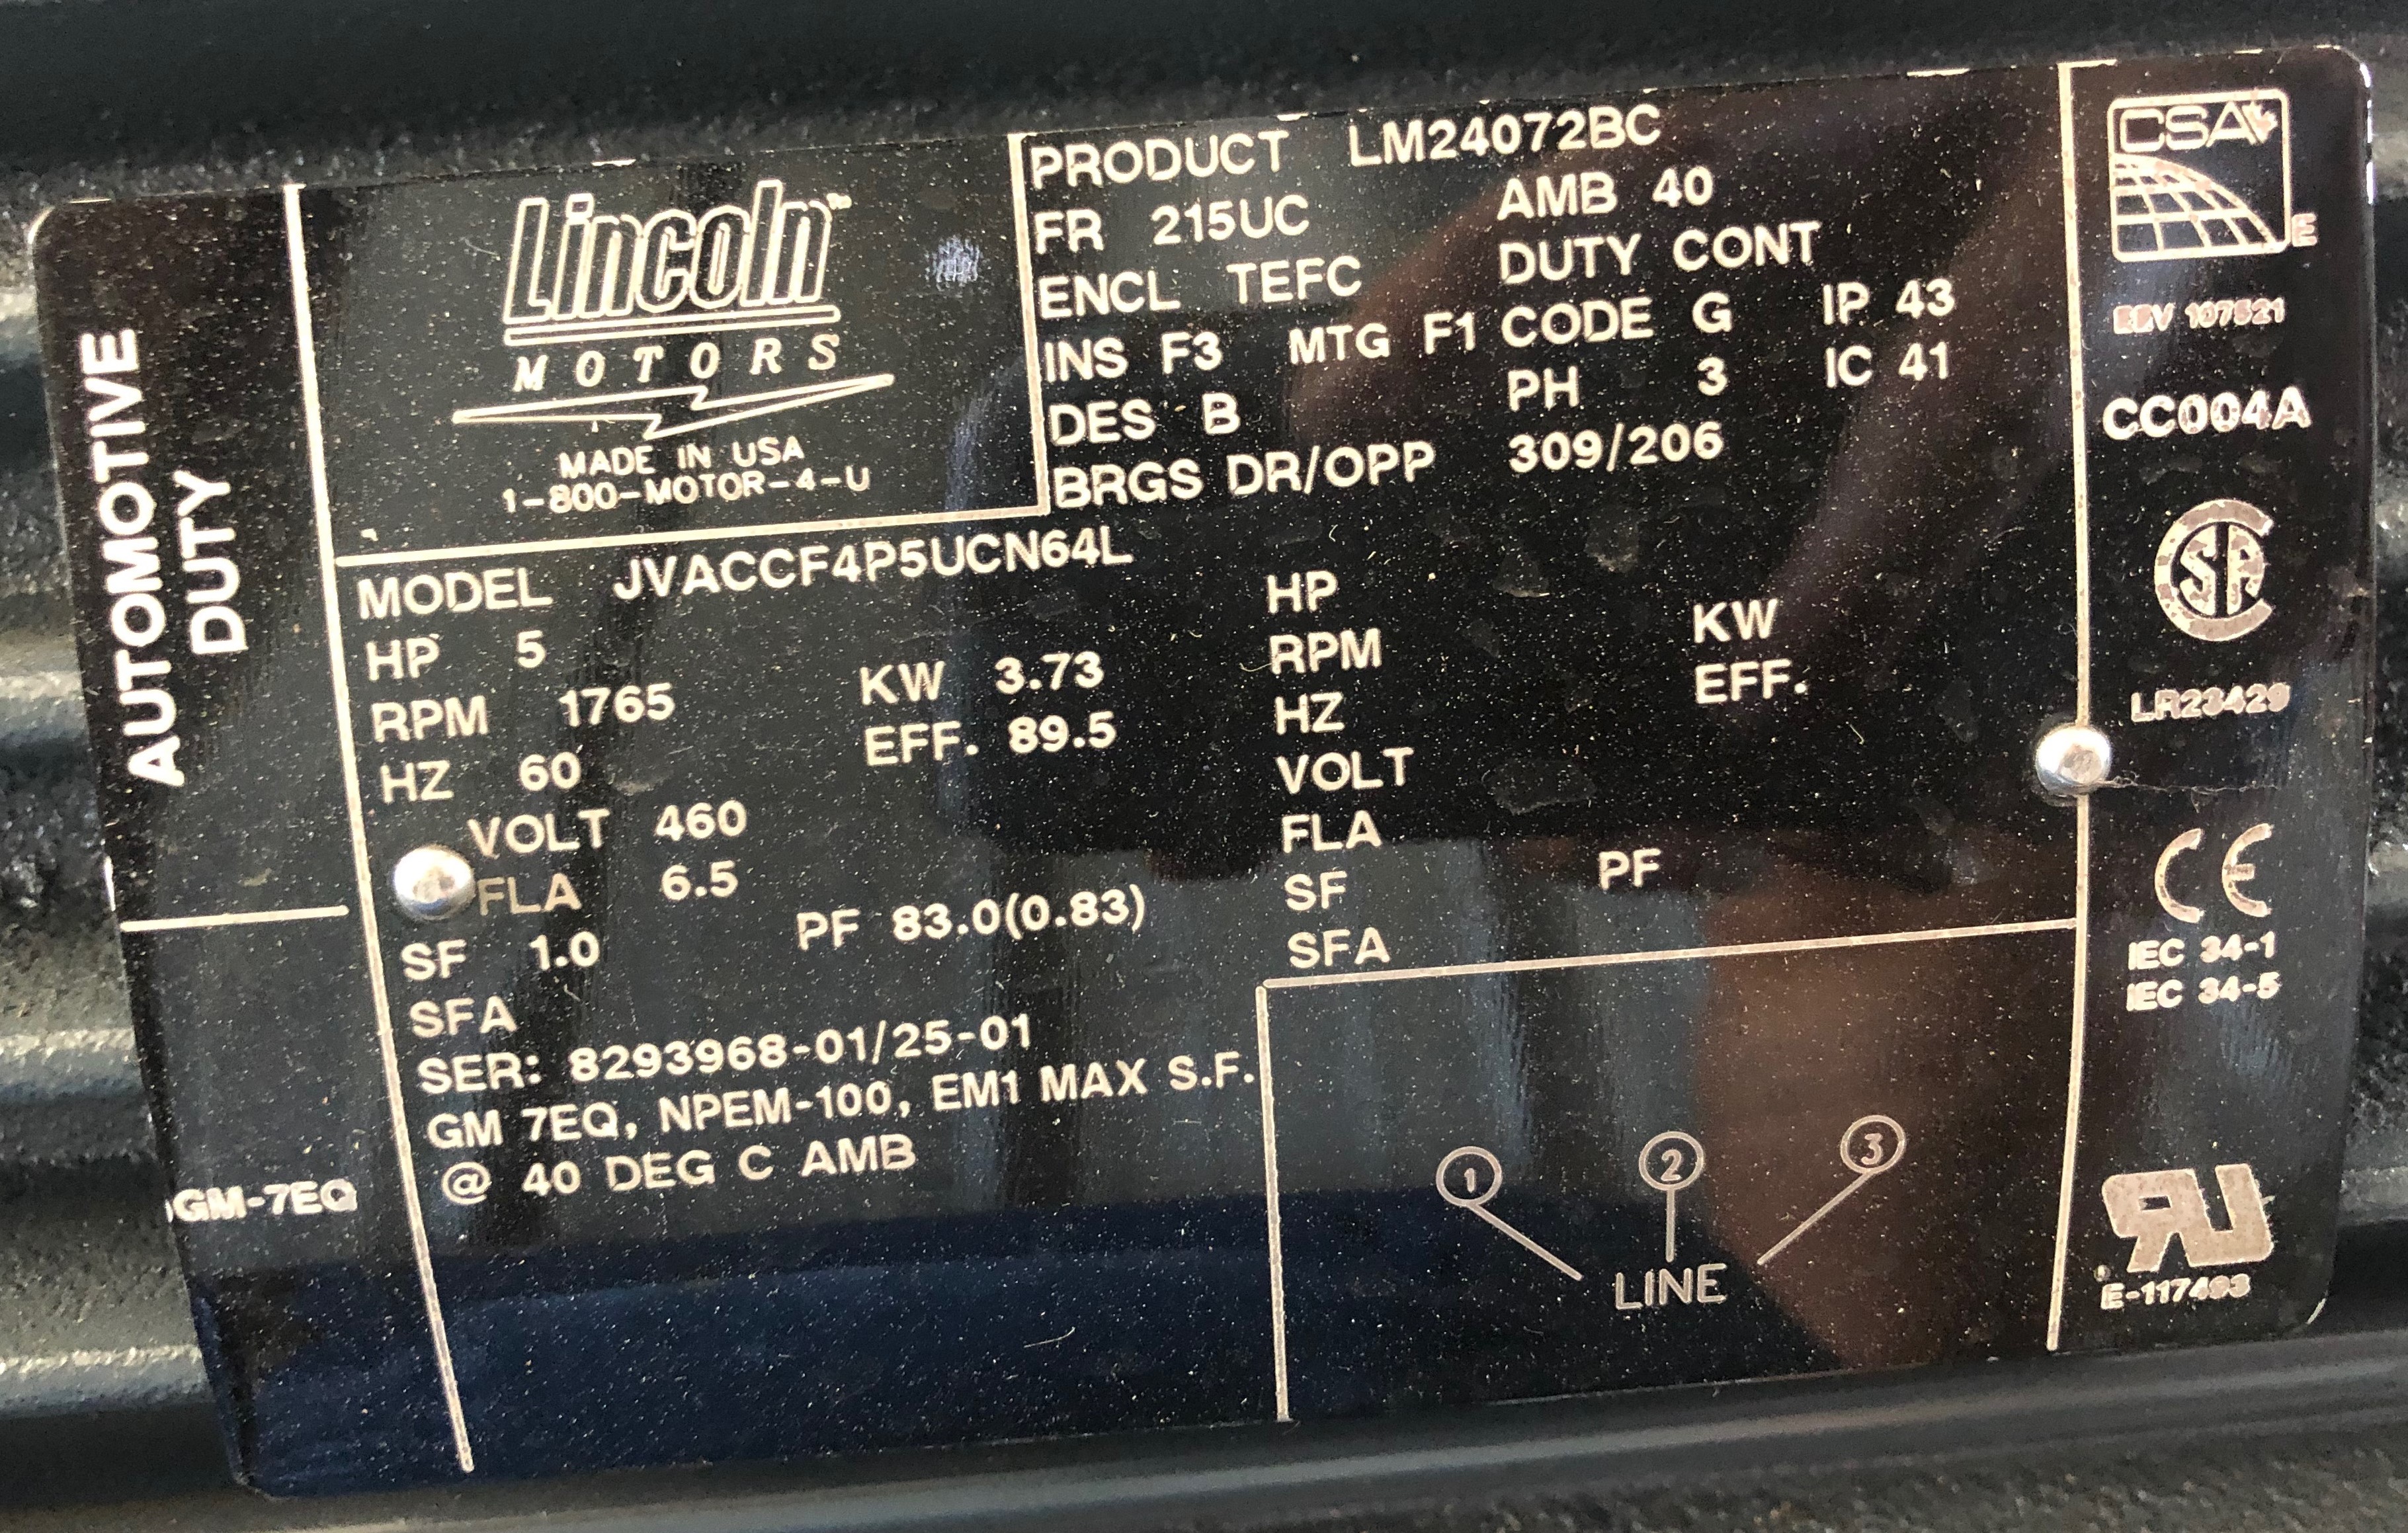 AUTOMOTIVE
DUTY
GM-7EQ
Lincoln™
MOTORS
MADE IN USA
1-800-MOTOR-4-U
PRODUCT LM24072BC
FR 215UC AMB 40
ENCL TEFC DUTY CONT
INS F3 MTG F1 CODE G IP 43
DES B PH 3 IC 41
BRGS DR/OPP 309/206
MODEL JVACCF4P5UCN64L
HP 5 KW 3.73
RPM 1765 EFF. 89.5
HZ 60
VOLT 460
FLA 6.5
SF 1.0 PF 83.0(0.83)
SFA
SER: 8293968-01/25-01
GM 7EQ, NPEM-100, EM1 MAX S.F.
@ 40 DEG C AMB
HP KW
RPM EFF.
HZ
VOLT
FLA
SF PF
SFA
1 2 3
LINE
CSA
E
107521
CC004A
CSA
LR23429
CE
IEC 34-1
IEC 34-5
RU
E-117493